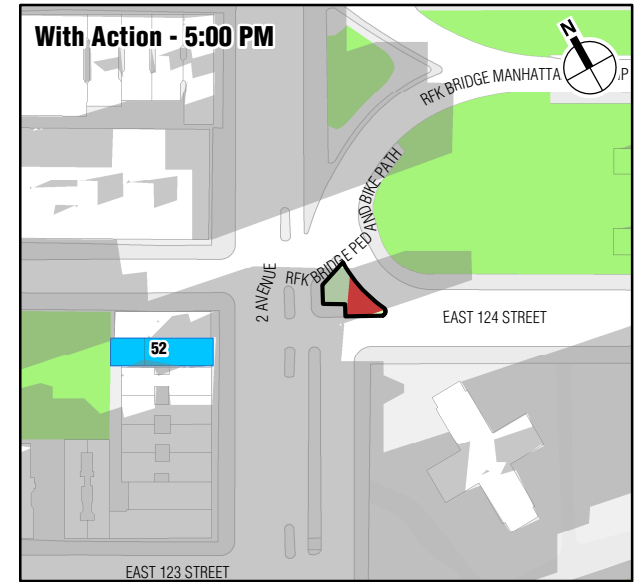 With Action - 5:00 PM
N
RFK BRIDGE MANHATTA
P
RFK BRIDGE PED AND BIKE PATH
2 AVENUE
EAST 124 STREET
52
EAST 123 STREET